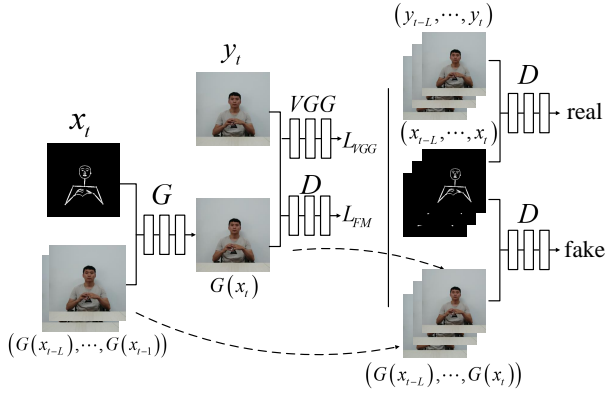 x_t
(G(x_{t-L}),⋯,G(x_{t-1}))
G
y_t
G(x_t)
VGG
L_{VGG}
D
L_{FM}
(y_{t-L},⋯,y_t)
(x_{t-L},⋯,x_t)
D
real
D
fake
(G(x_{t-L}),⋯,G(x_t))